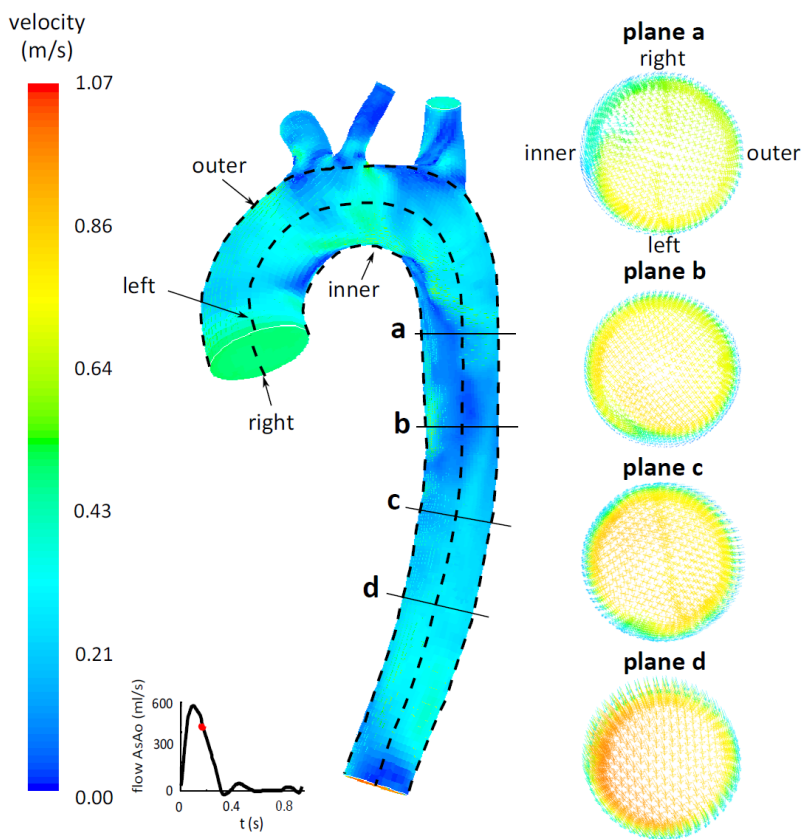 velocity
(m/s)
1.07
0.86
0.64
0.43
0.21
0.00
outer
left
inner
right
a
b
c
d
plane a
right
inner
outer
left
plane b
plane c
plane d
flow AsAo (ml/s)
600
300
0
0
0.4
0.8
t (s)